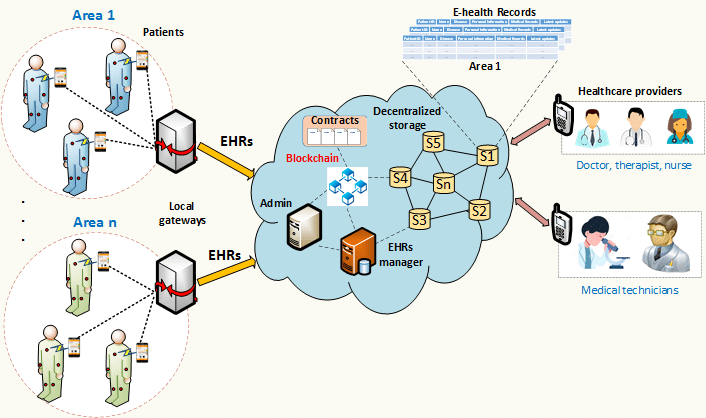 Area 1
Patients
E-health Records
Area 1
Healthcare providers
Contracts
Decentralized
storage
EHRs
Blockchain
S5
S1
S4
Sn
S3
S2
Doctor, therapist, nurse
Admin
Local
gateways
EHRs
manager
Area n
EHRs
Medical technicians